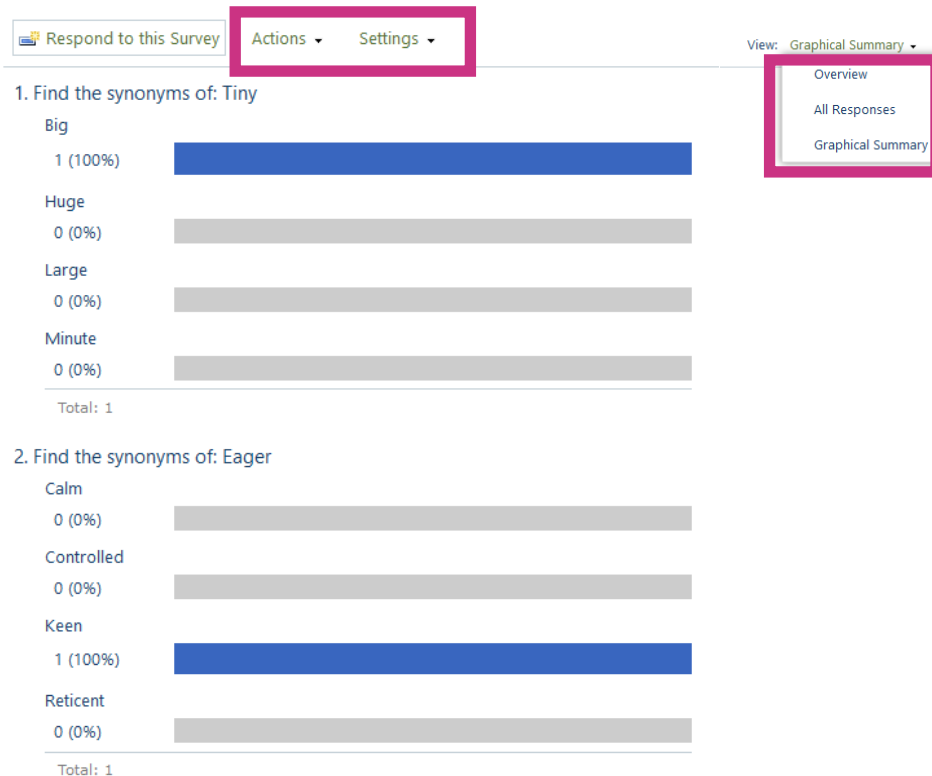 Respond to this Survey Actions Settings
View: Graphical Summary
Overview
All Responses
Graphical Summary
1. Find the synonyms of: Tiny
Big
1 (100%)
Huge
0 (0%)
Large
0 (0%)
Minute
0 (0%)
Total: 1
2. Find the synonyms of: Eager
Calm
0 (0%)
Controlled
0 (0%)
Keen
1 (100%)
Reticent
0 (0%)
Total: 1